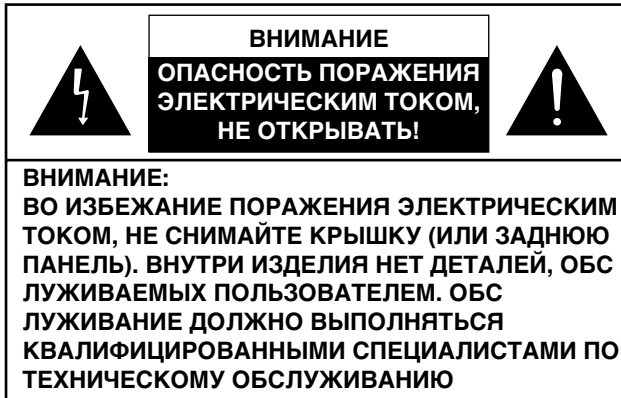 ВНИМАНИЕ
ОПАСНОСТЬ ПОРАЖЕНИЯ
ЭЛЕКТРИЧЕСКИМ ТОКОМ,
НЕ ОТКРЫВАТЬ!
ВНИМАНИЕ:
ВО ИЗБЕЖАНИЕ ПОРАЖЕНИЯ ЭЛЕКТРИЧЕСКИМ
ТОКОМ, НЕ СНИМАЙТЕ КРЫШКУ (ИЛИ ЗАДНЮЮ
ПАНЕЛЬ). ВНУТРИ ИЗДЕЛИЯ НЕТ ДЕТАЛЕЙ, ОБС
ЛУЖИВАЕМЫХ ПОЛЬЗОВАТЕЛЕМ. ОБС
ЛУЖИВАНИЕ ДОЛЖНО ВЫПОЛНЯТЬСЯ
КВАЛИФИЦИРОВАННЫМИ СПЕЦИАЛИСТАМИ ПО
ТЕХНИЧЕСКОМУ ОБСЛУЖИВАНИЮ